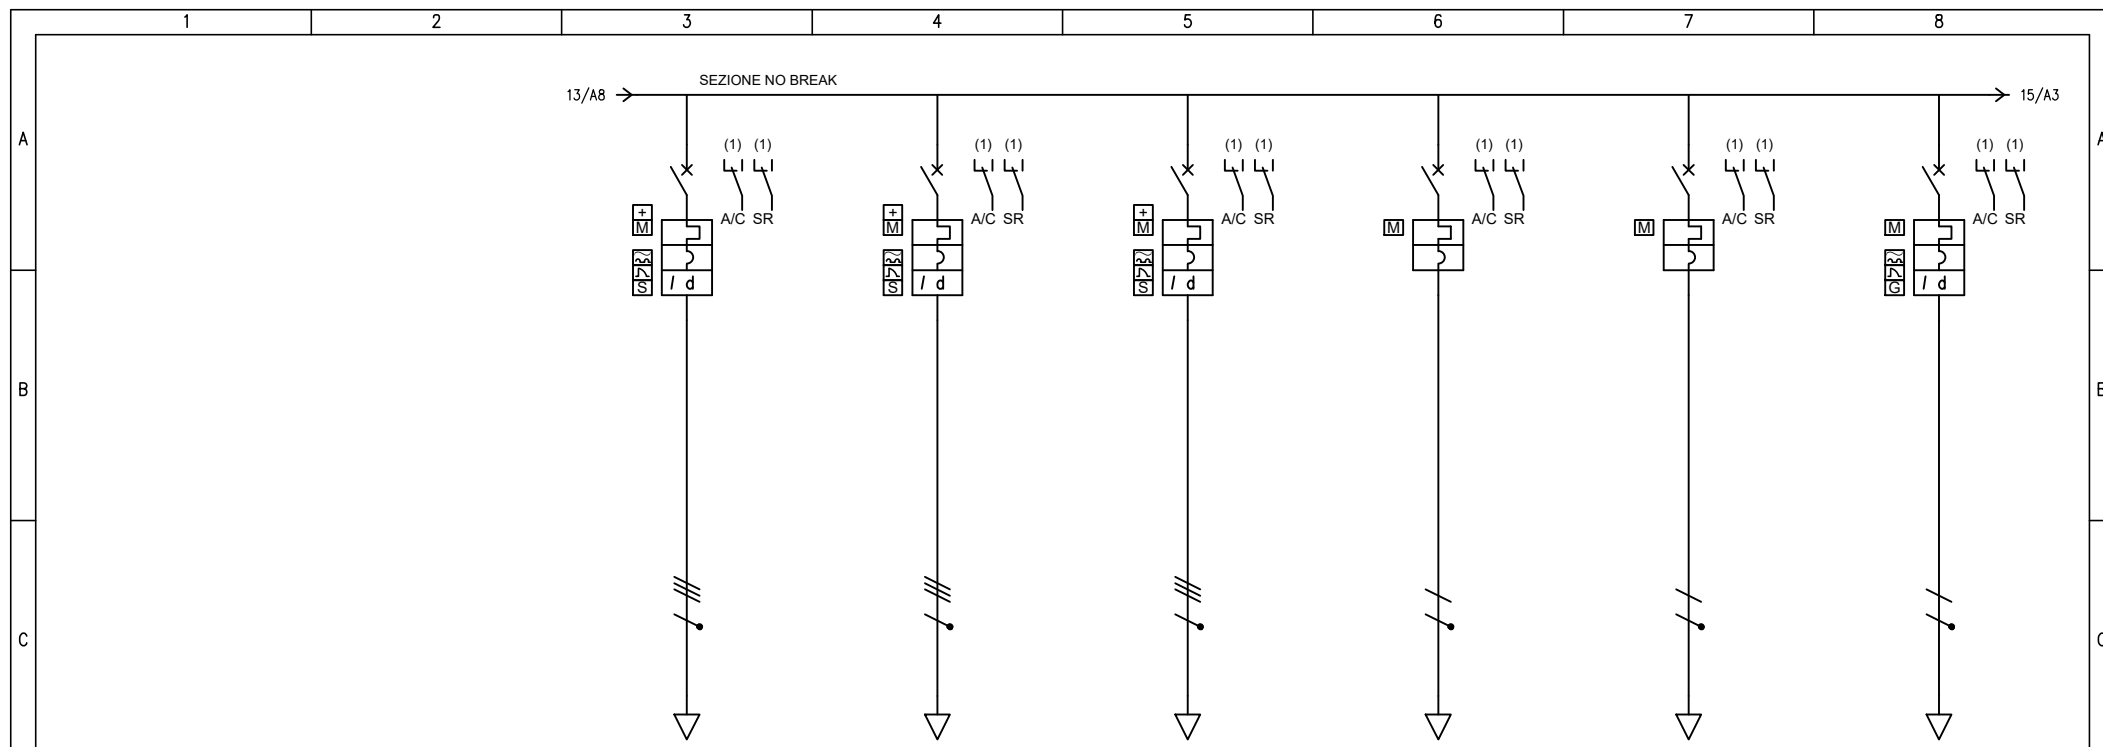 1 2 3 4 5 6 7 8
SEZIONE NO BREAK
13/A8 15/A3
A A
(1) (1) (1) (1) (1) (1) (1) (1) (1) (1) (1) (1)
+ + +
A/C SR A/C SR A/C SR A/C SR A/C SR A/C SR
M M M M M M
I d I d I d I d
S S S G
B B
C C